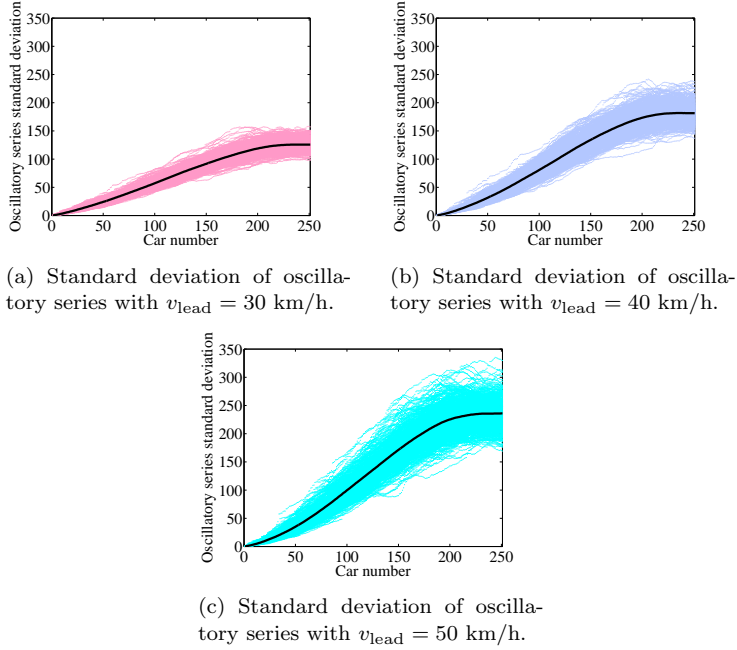 350
300
250
200
150
100
50
0
Oscillatory series standard deviation
0 50 100 150 200 250
Car number
(a) Standard deviation of oscilla-
tory series with v_lead = 30 km/h.
350
300
250
200
150
100
50
0
Oscillatory series standard deviation
0 50 100 150 200 250
Car number
(b) Standard deviation of oscilla-
tory series with v_lead = 40 km/h.
350
300
250
200
150
100
50
0
Oscillatory series standard deviation
0 50 100 150 200 250
Car number
(c) Standard deviation of oscilla-
tory series with v_lead = 50 km/h.